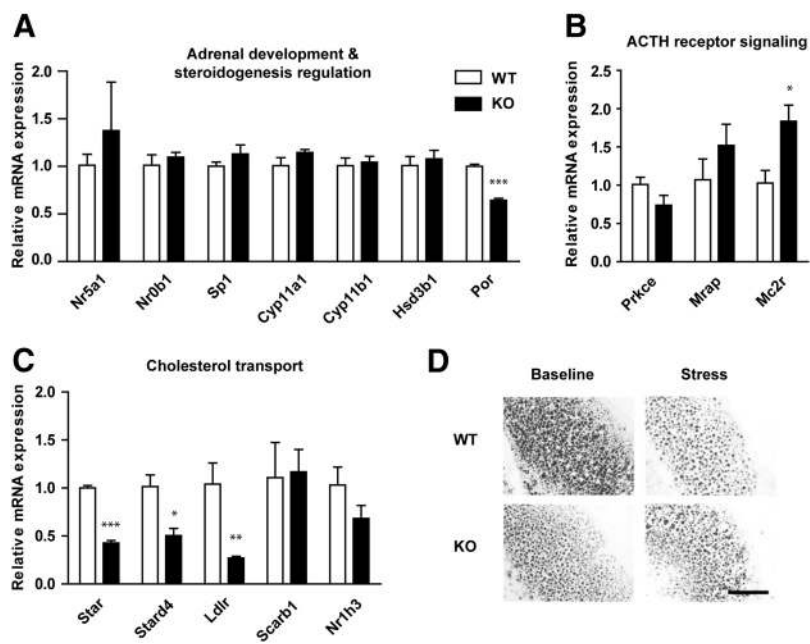 A
Adrenal development &
steroidogenesis regulation
WT
KO
Relative mRNA expression
2.0
1.5
1.0
0.5
0.0
***
Nr5a1
Nr0b1
Sp1
Cyp11a1
Cyp11b1
Hsd3b1
Por
B
ACTH receptor signaling
Relative mRNA expression
2.5
2.0
1.5
1.0
0.5
0.0
*
Prkce
Mrap
Mc2r
C
Cholesterol transport
Relative mRNA expression
2.0
1.5
1.0
0.5
0.0
***
*
**
Star
Stard4
Ldlr
Scarb1
Nr1h3
D
Baseline Stress
WT
KO